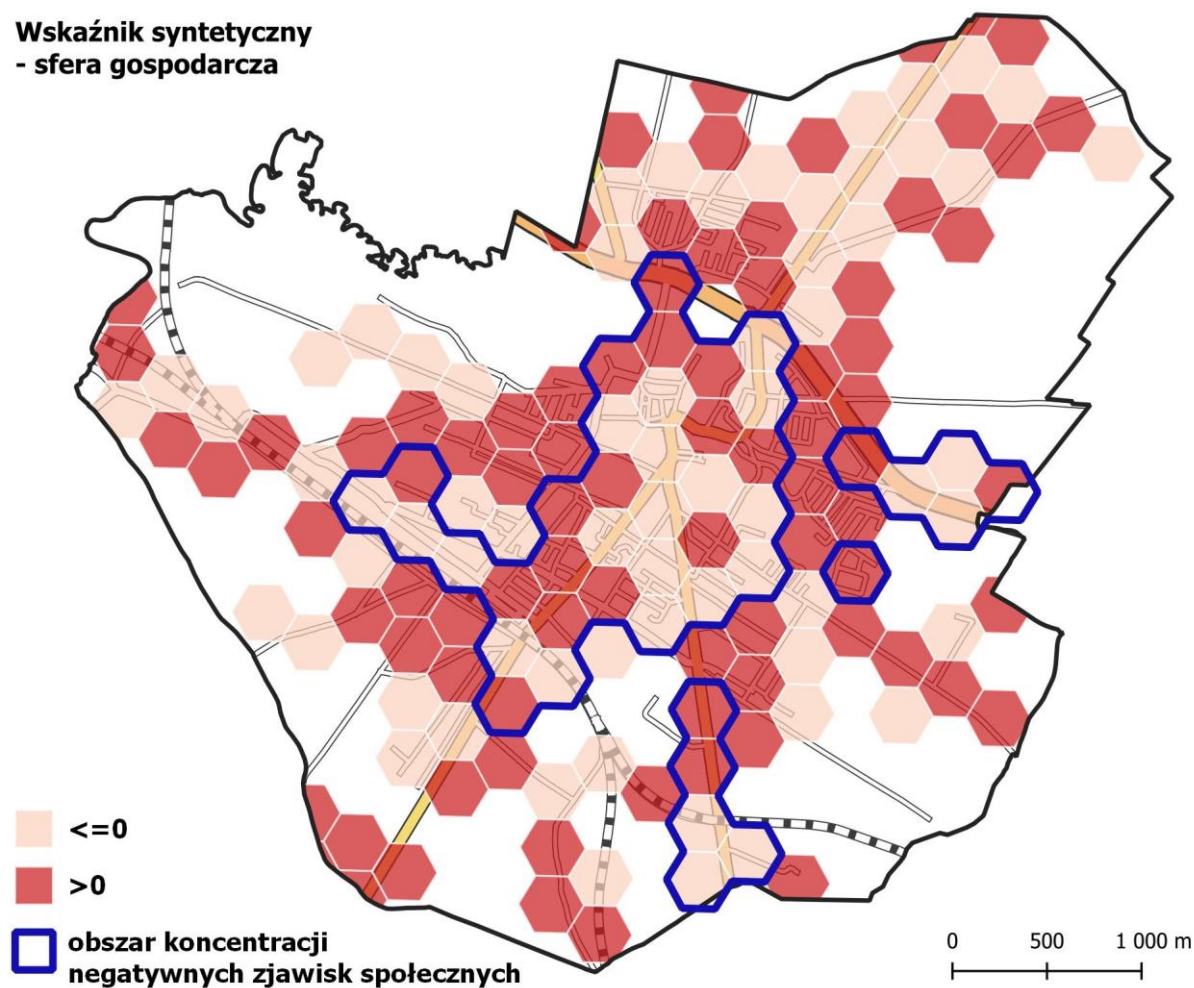 Wskaźnik syntetyczny
- sfera gospodarcza
<=0
>0
obszar koncentracji
negatywnych zjawisk społecznych
0 500 1 000 m